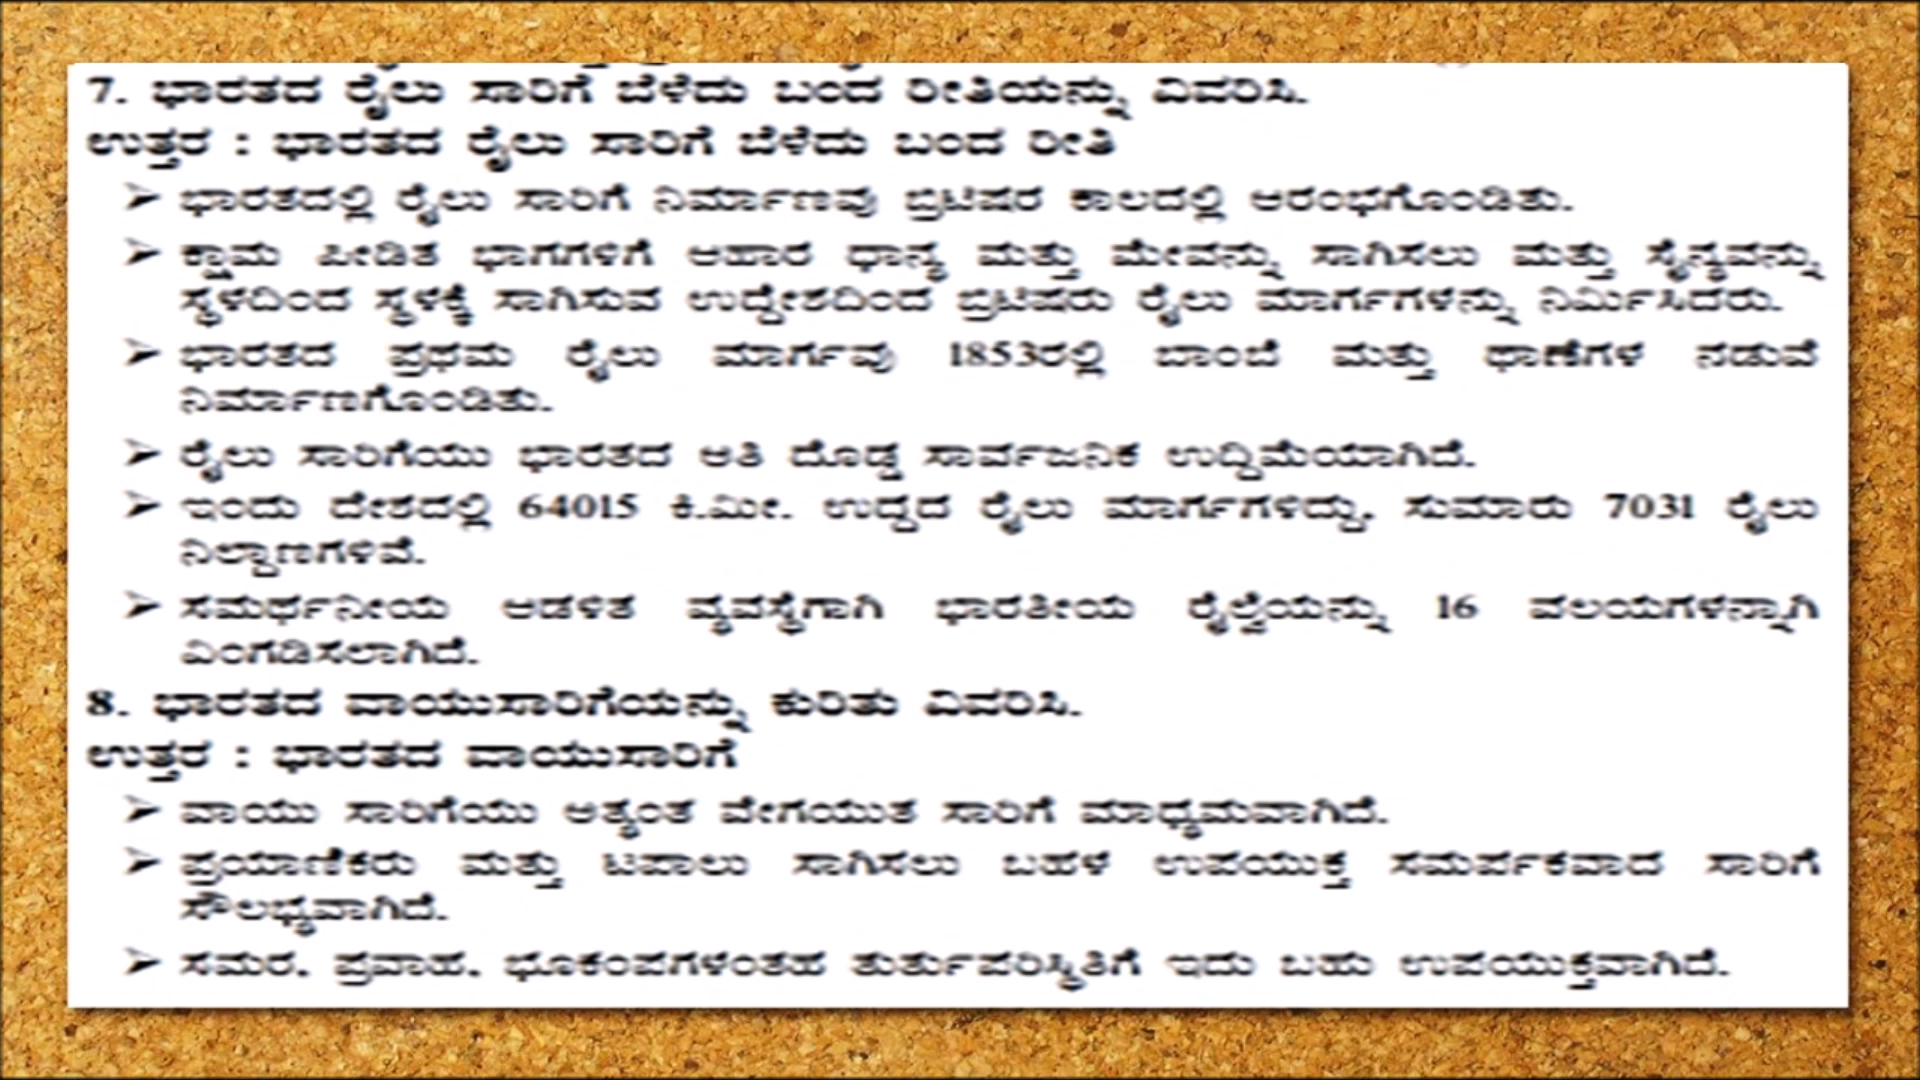 7. ಭಾರತದ ರೈಲು ಸಾರಿಗೆ ಬೆಳೆದು ಬಂದ ರೀತಿಯನ್ನು ವಿವರಿಸಿ.
ಉತ್ತರ : ಭಾರತದ ರೈಲು ಸಾರಿಗೆ ಬೆಳೆದು ಬಂದ ರೀತಿ
➢ ಭಾರತದಲ್ಲಿ ರೈಲು ಸಾರಿಗೆ ನಿರ್ಮಾಣವು ಬ್ರಿಟಿಷರ ಕಾಲದಲ್ಲಿ ಆರಂಭಗೊಂಡಿತು.
➢ ಕ್ಷಾಮ ಪೀಡಿತ ಭಾಗಗಳಿಗೆ ಆಹಾರ ಧಾನ್ಯ ಮತ್ತು ಮೇವನ್ನು ಸಾಗಿಸಲು ಮತ್ತು ಸೈನ್ಯವನ್ನು
ಸ್ಥಳದಿಂದ ಸ್ಥಳಕ್ಕೆ ಸಾಗಿಸುವ ಉದ್ದೇಶದಿಂದ ಬ್ರಿಟಿಷರು ರೈಲು ಮಾರ್ಗಗಳನ್ನು ನಿರ್ಮಿಸಿದರು.
➢ ಭಾರತದ ಪ್ರಥಮ ರೈಲು ಮಾರ್ಗವು 1853ರಲ್ಲಿ ಬಾಂಬೆ ಮತ್ತು ಥಾಣೆಗಳ ನಡುವೆ
ನಿರ್ಮಾಣಗೊಂಡಿತು.
➢ ರೈಲು ಸಾರಿಗೆಯು ಭಾರತದ ಅತಿ ದೊಡ್ಡ ಸಾರ್ವಜನಿಕ ಉದ್ದಿಮೆಯಾಗಿದೆ.
➢ ಇಂದು ದೇಶದಲ್ಲಿ 64015 ಕಿ.ಮೀ. ಉದ್ದದ ರೈಲು ಮಾರ್ಗಗಳಿದ್ದು, ಸುಮಾರು 7031 ರೈಲು
ನಿಲ್ದಾಣಗಳಿವೆ.
➢ ಸಮರ್ಥನೀಯ ಆಡಳಿತ ವ್ಯವಸ್ಥೆಗಾಗಿ ಭಾರತೀಯ ರೈಲ್ವೆಯನ್ನು 16 ವಲಯಗಳನ್ನಾಗಿ
ವಿಂಗಡಿಸಲಾಗಿದೆ.
8. ಭಾರತದ ವಾಯುಸಾರಿಗೆಯನ್ನು ಕುರಿತು ವಿವರಿಸಿ.
ಉತ್ತರ : ಭಾರತದ ವಾಯುಸಾರಿಗೆ
➢ ವಾಯು ಸಾರಿಗೆಯು ಅತ್ಯಂತ ವೇಗಯುತ ಸಾರಿಗೆ ಮಾಧ್ಯಮವಾಗಿದೆ.
➢ ಪ್ರಯಾಣಿಕರು ಮತ್ತು ಟಪಾಲು ಸಾಗಿಸಲು ಬಹಳ ಉಪಯುಕ್ತ ಸಮರ್ಪಕವಾದ ಸಾರಿಗೆ
ಸೌಲಭ್ಯವಾಗಿದೆ.
➢ ಸಮರ, ಪ್ರವಾಹ, ಭೂಕಂಪಗಳಂತಹ ತುರ್ತುಪರಿಸ್ಥಿತಿಗೆ ಇದು ಬಹು ಉಪಯುಕ್ತವಾಗಿದೆ.